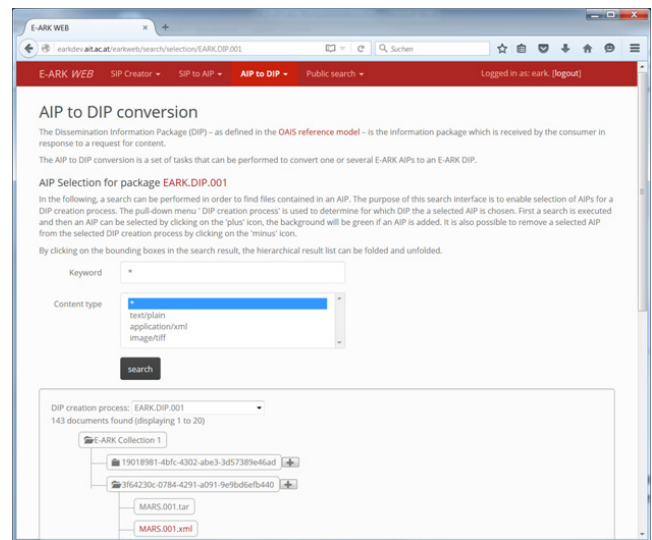 E-ARK WEB
earkdev.ait.ac.at/earkweb/search/selection/EARK.DIP.001
Suchen
E-ARK WEB SIP Creator SIP to AIP AIP to DIP Public search Logged in as: eark. [logout]
AIP to DIP conversion
The Dissemination Information Package (DIP) – as defined in the OAIS reference model – is the information package which is received by the consumer in
response to a request for content.
The AIP to DIP conversion is a set of tasks that can be performed to convert one or several E-ARK AIPs to an E-ARK DIP.
AIP Selection for package EARK.DIP.001
In the following, a search can be performed in order to find files contained in an AIP. The purpose of this search interface is to enable selection of AIPs for a
DIP creation process. The pull-down menu ' DIP creation process' is used to determine for which DIP the a selected AIP is chosen. First a search is executed
and then an AIP can be selected by clicking on the 'plus' icon, the background will be green if an AIP is added. It is also possible to remove a selected AIP
from the selected DIP creation process by clicking on the 'minus' icon.
By clicking on the bounding boxes in the search result, the hierarchical result list can be folded and unfolded.
Keyword *
Content type *
text/plain
application/xml
image/tiff
search
DIP creation process: EARK.DIP.001
143 documents found (displaying 1 to 20)
E-ARK Collection 1
19018981-4bfc-4302-abe3-3d57389e46ad
3f64230c-0784-4291-a091-9e9bd6efb440
MARS.001.tar
MARS.001.xml